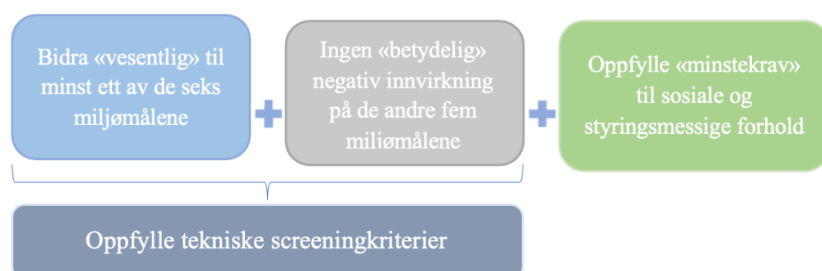 Bidra «vesentlig» til
minst ett av de seks
miljømålene
Ingen «betydelig»
negativ innvirkning
på de andre fem
miljømålene
Oppfylle «minstekrav»
til sosiale og
styringsmessige forhold
Oppfylle tekniske screeningkriterier